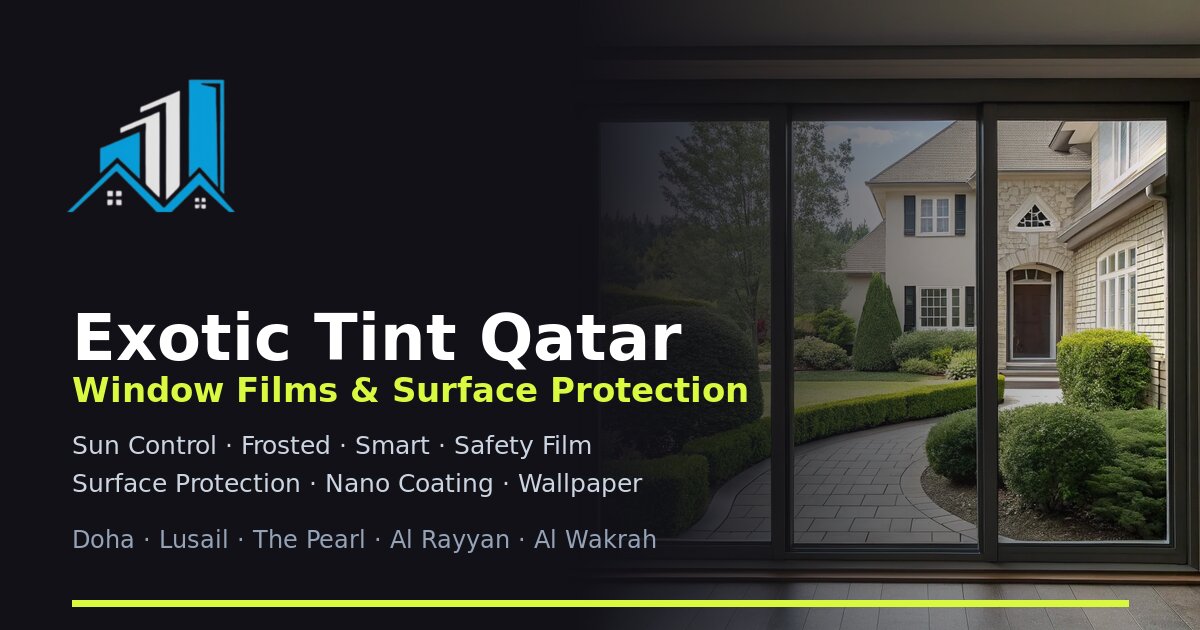 Exotic Tint Qatar
Window Films & Surface Protection
Sun Control · Frosted · Smart · Safety Film
Surface Protection · Nano Coating · Wallpaper
Doha · Lusail · The Pearl · Al Rayyan · Al Wakrah